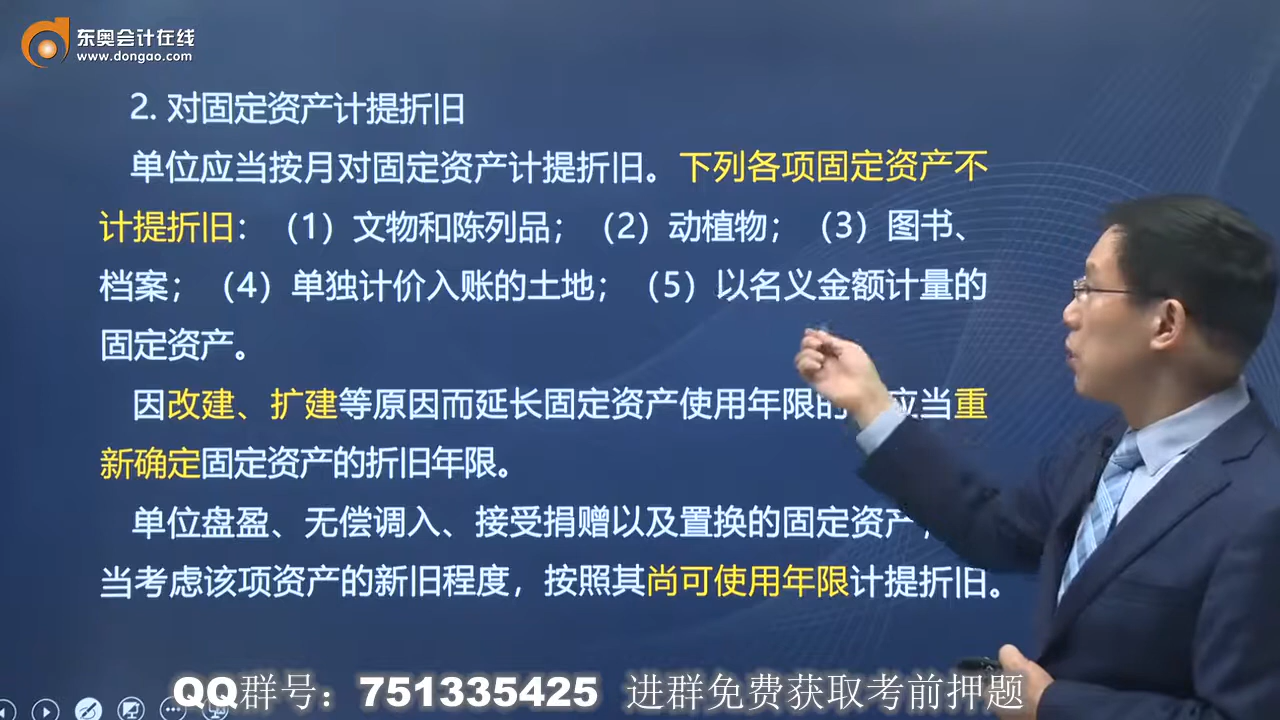 东奥会计在线
www.dongao.com
2. 对固定资产计提折旧
单位应当按月对固定资产计提折旧。下列各项固定资产不
计提折旧：（1）文物和陈列品；（2）动植物；（3）图书、
档案；（4）单独计价入账的土地；（5）以名义金额计量的
固定资产。
因改建、扩建等原因而延长固定资产使用年限的 应当重
新确定固定资产的折旧年限。
单位盘盈、无偿调入、接受捐赠以及置换的固定资产，
当考虑该项资产的新旧程度，按照其尚可使用年限计提折旧。
QQ群号：751335425 进群免费获取考前押题